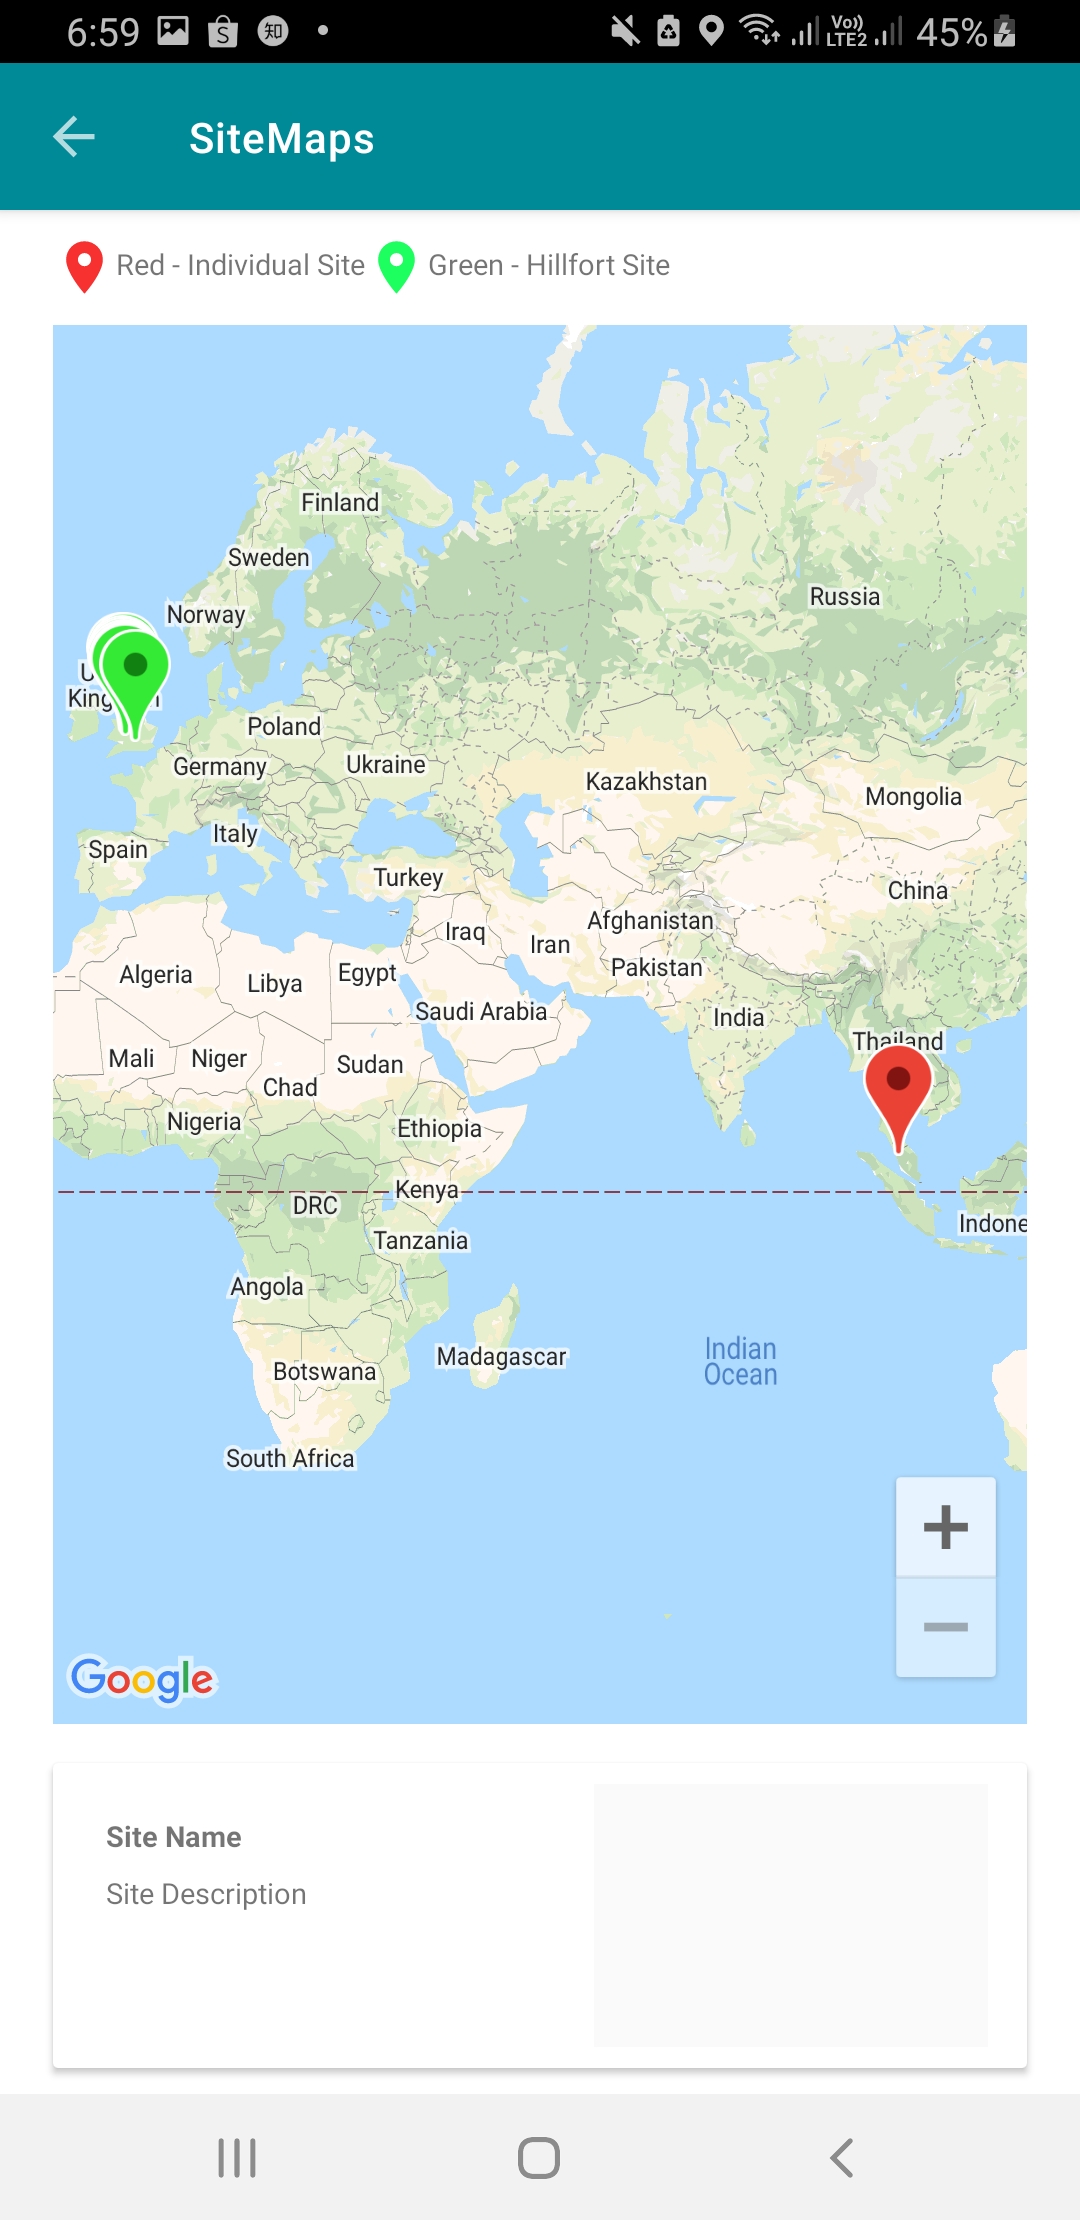 6:59 S 知 Vo)) LTE2 45%
SiteMaps
Red - Individual Site Green - Hillfort Site
Finland
Sweden
Russia
Norway
Poland
Germany
Ukraine
Kazakhstan
Mongolia
Italy
Spain
Turkey
China
Afghanistan
Iraq
Iran
Pakistan
Algeria
Libya
Egypt
Saudi Arabia
India
Thailand
Mali
Niger
Sudan
Chad
Nigeria
Ethiopia
Kenya
DRC
Indone
Tanzania
Angola
Indian
Ocean
Madagascar
Botswana
South Africa
+
−
Google
Site Name
Site Description